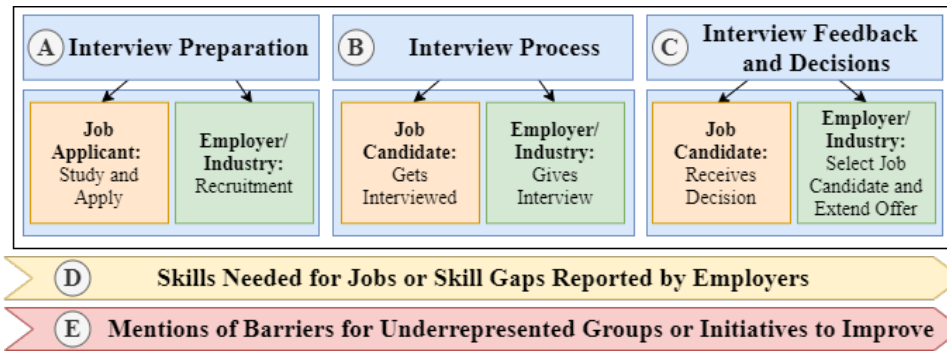 A Interview Preparation
Job
Applicant:
Study and
Apply
Employer/
Industry:
Recruitment
B Interview Process
Job
Candidate:
Gets
Interviewed
Employer/
Industry:
Gives
Interview
C Interview Feedback
and Decisions
Job
Candidate:
Receives
Decision
Employer/
Industry:
Select Job
Candidate and
Extend Offer
D Skills Needed for Jobs or Skill Gaps Reported by Employers
E Mentions of Barriers for Underrepresented Groups or Initiatives to Improve